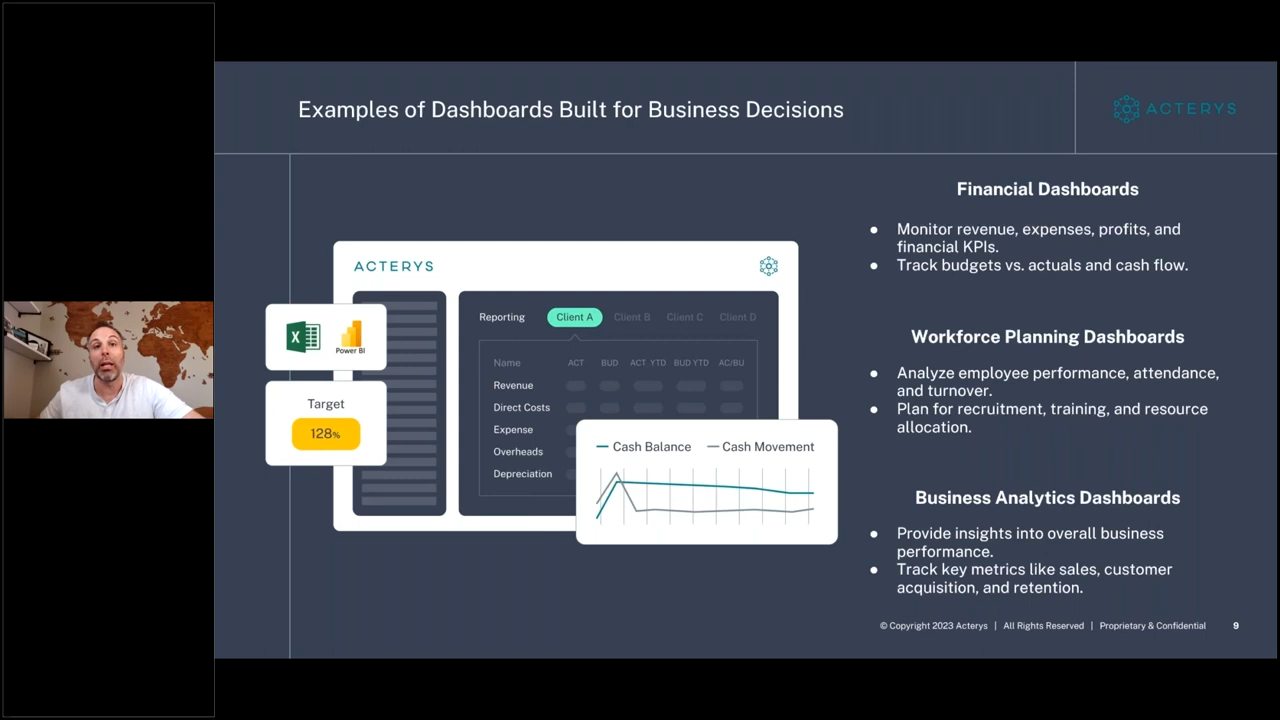 Examples of Dashboards Built for Business Decisions
ACTERYS
ACTERYS
Power BI
Target
128%
Reporting Client A Client B Client C Client D
Name ACT BUD ACT YTD BUD YTD AC/BU
Revenue
Direct Costs
Expense
Overheads
Depreciation
Cash Balance Cash Movement
Financial Dashboards
● Monitor revenue, expenses, profits, and
financial KPIs.
● Track budgets vs. actuals and cash flow.
Workforce Planning Dashboards
● Analyze employee performance, attendance,
and turnover.
● Plan for recruitment, training, and resource
allocation.
Business Analytics Dashboards
● Provide insights into overall business
performance.
● Track key metrics like sales, customer
acquisition, and retention.
© Copyright 2023 Acterys | All Rights Reserved | Proprietary & Confidential 9